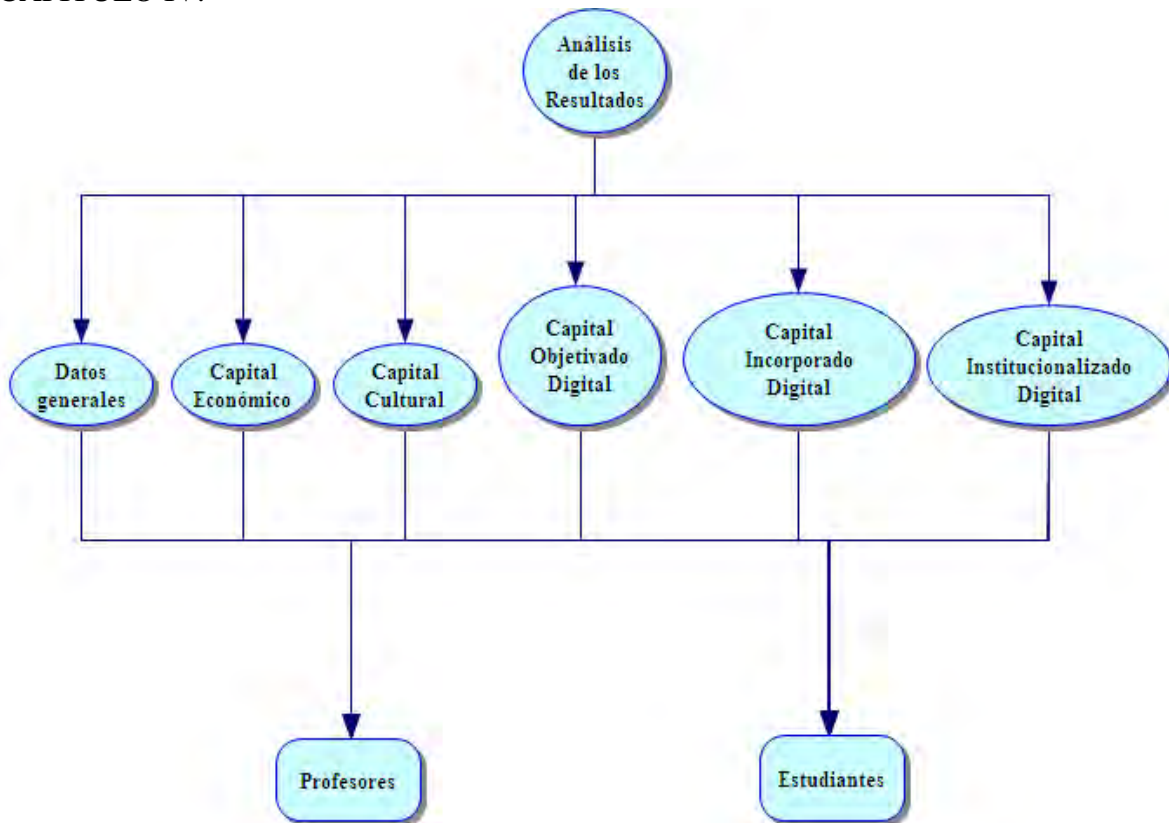 Análisis
de los
Resultados
Datos
generales
Capital
Económico
Capital
Cultural
Capital
Objetivado
Digital
Capital
Incorporado
Digital
Capital
Institucionalizado
Digital
Profesores
Estudiantes